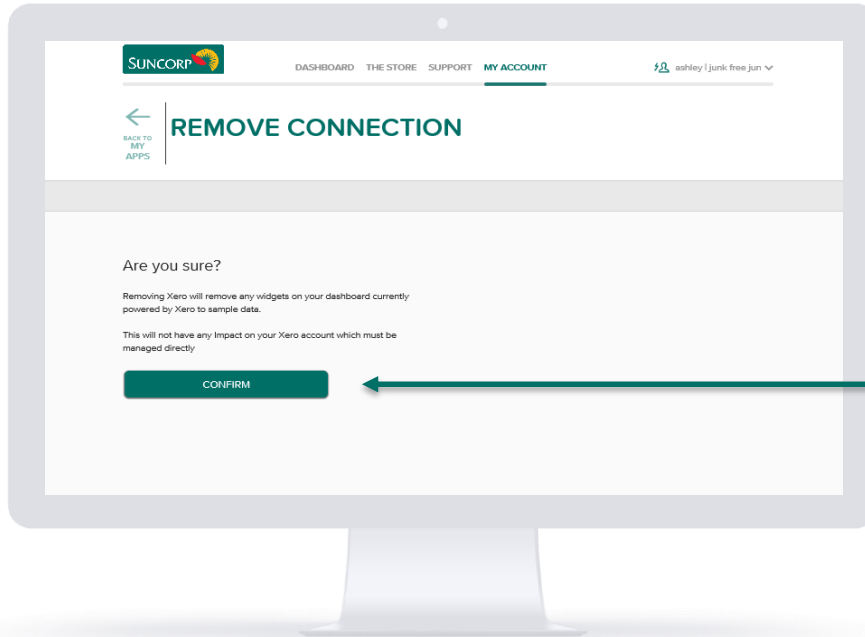 SUNCORP
DASHBOARD THE STORE SUPPORT MY ACCOUNT
ashley | junk free jun
BACK TO
MY
APPS
REMOVE CONNECTION
Are you sure?
Removing Xero will remove any widgets on your dashboard currently
powered by Xero to sample data.
This will not have any Impact on your Xero account which must be
managed directly
CONFIRM